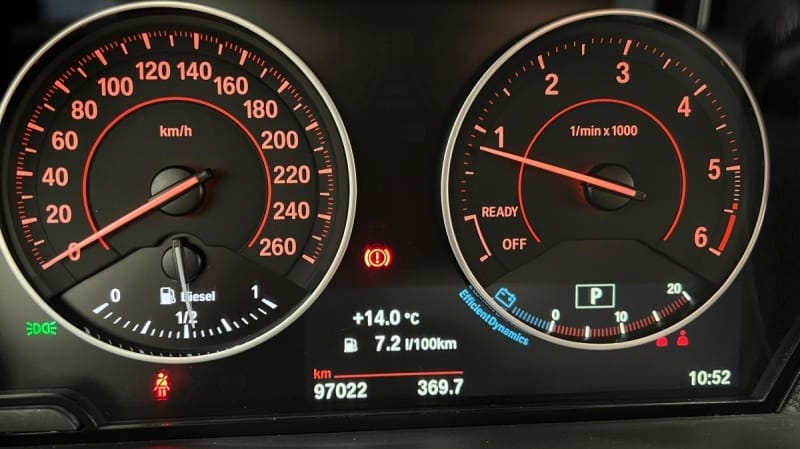 0
20
40
60
80
100
120
140
160
180
200
220
240
260
km/h
0
1/2
1
Diesel
+14.0 °C
7.2 l/100km
km
97022 369.7
1
2
3
4
5
6
1/min x 1000
READY
OFF
EfficientDynamics
P
0
10
20
10:52